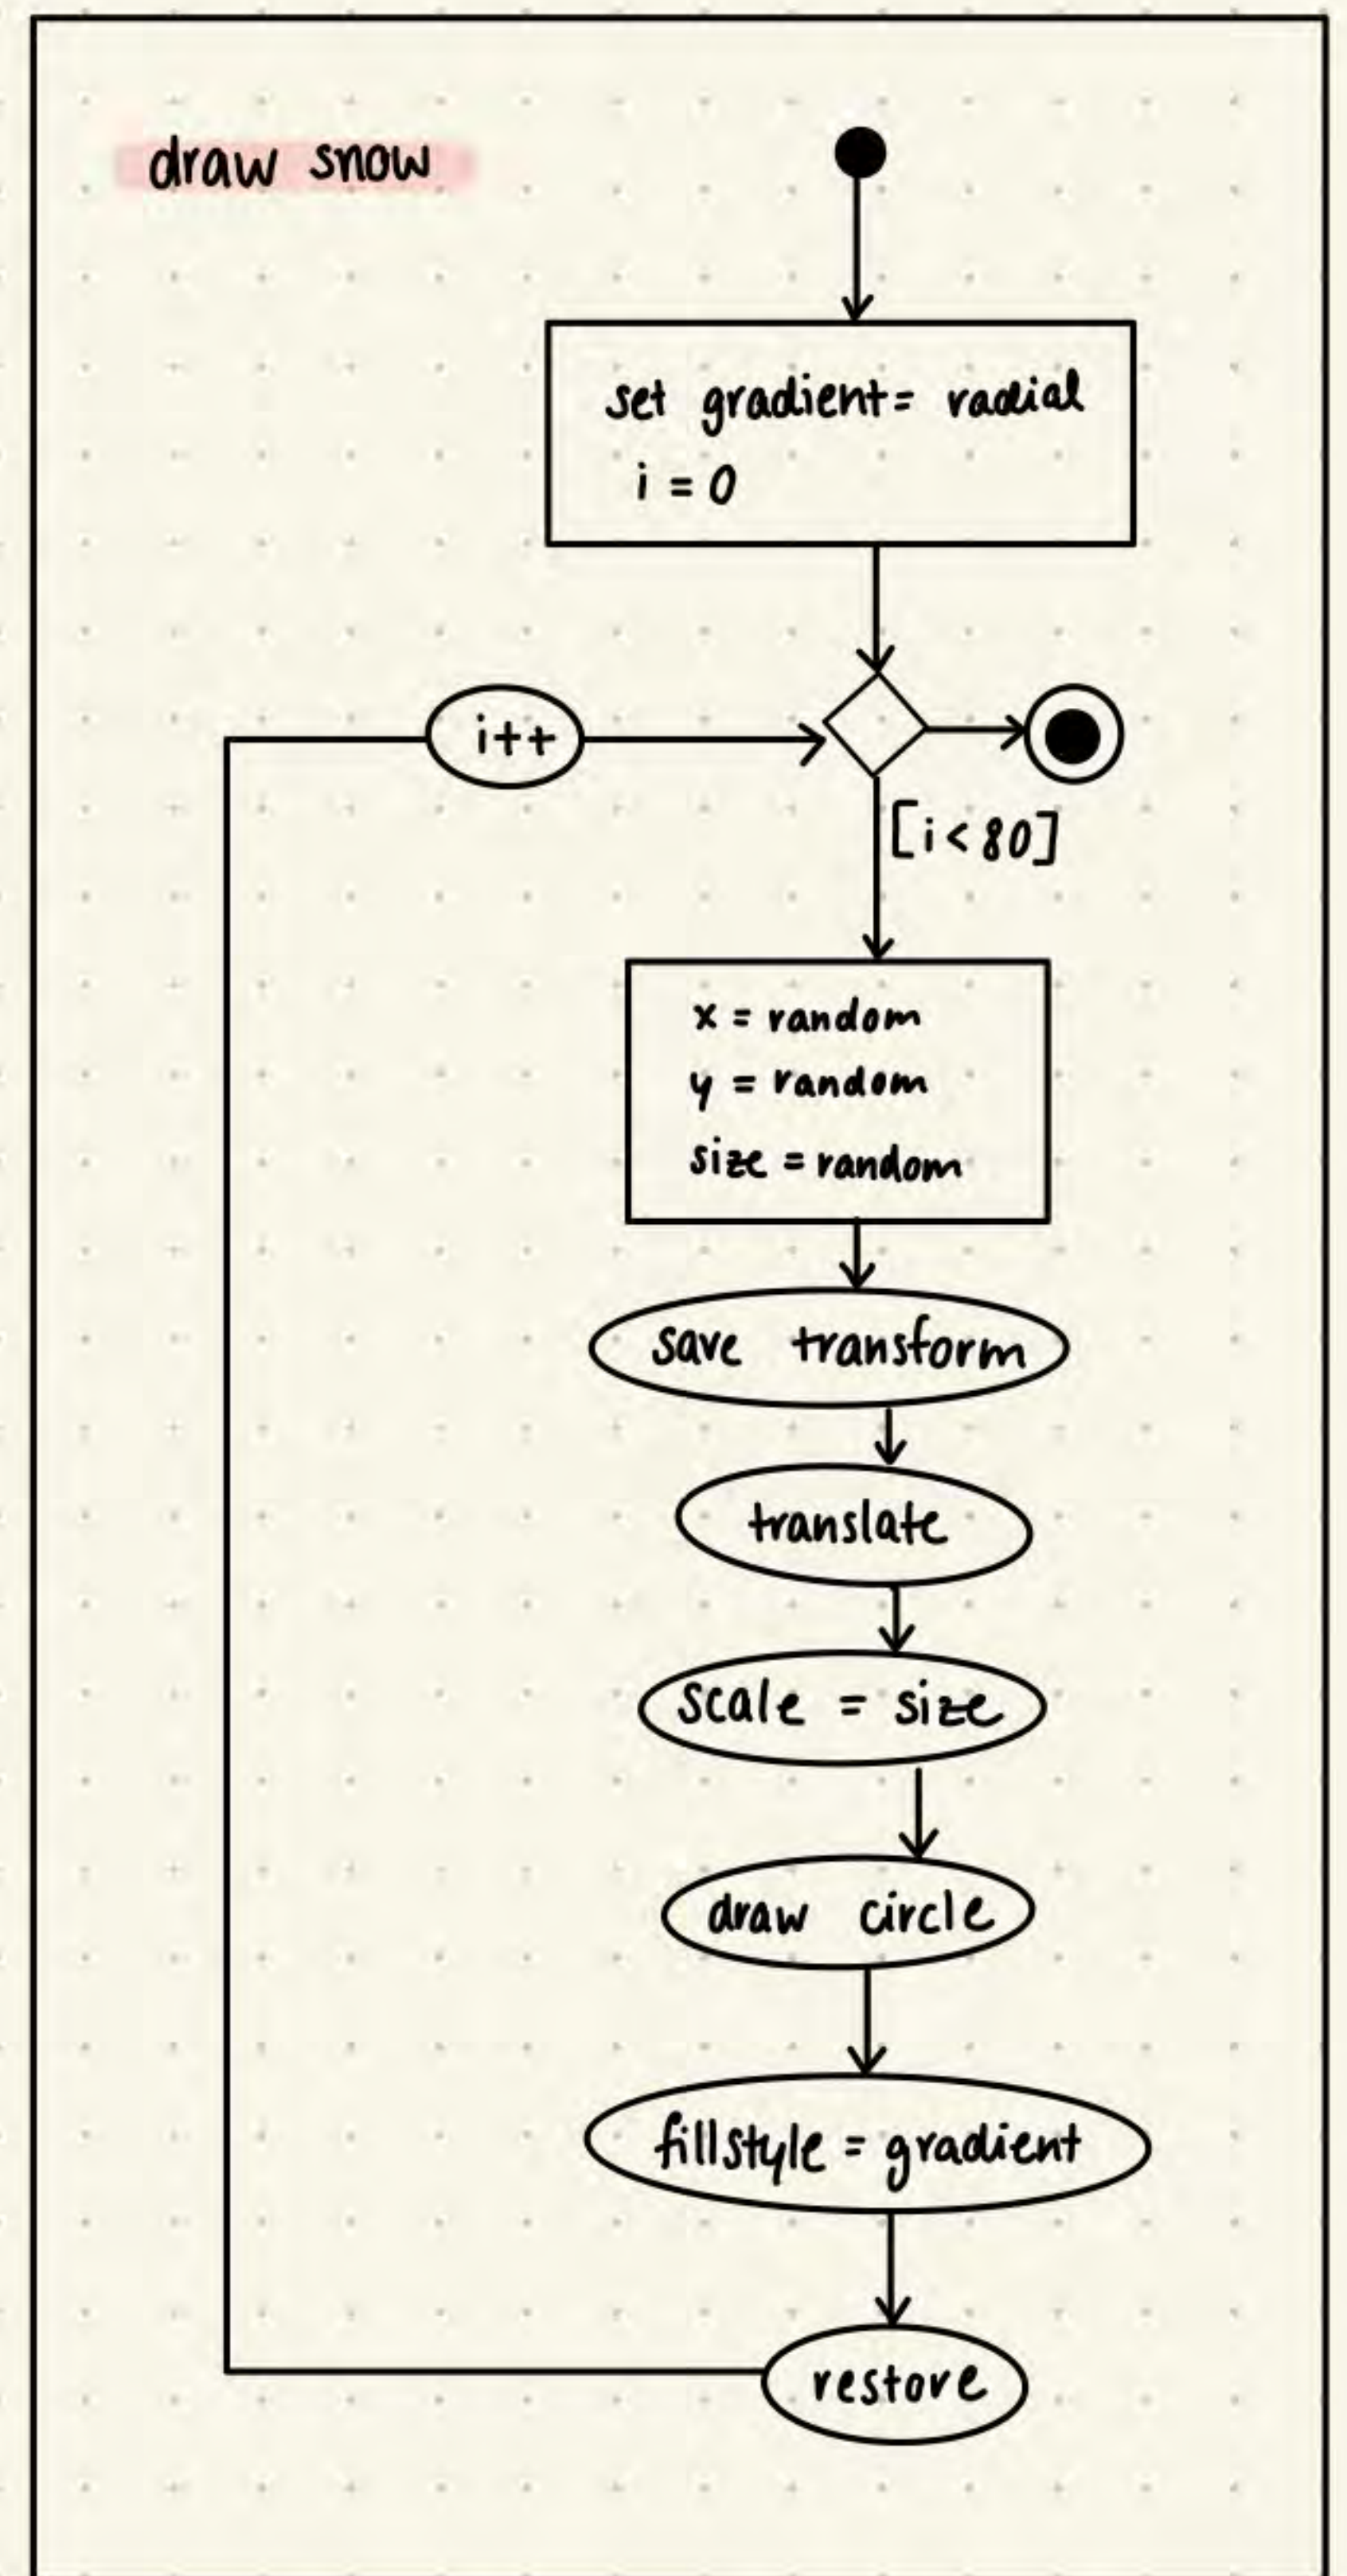 draw snow
set gradient= radial
i = 0
i++
[i<80]
x = random
y = random
size = random
save transform
translate
scale = size
draw circle
fillstyle = gradient
restore